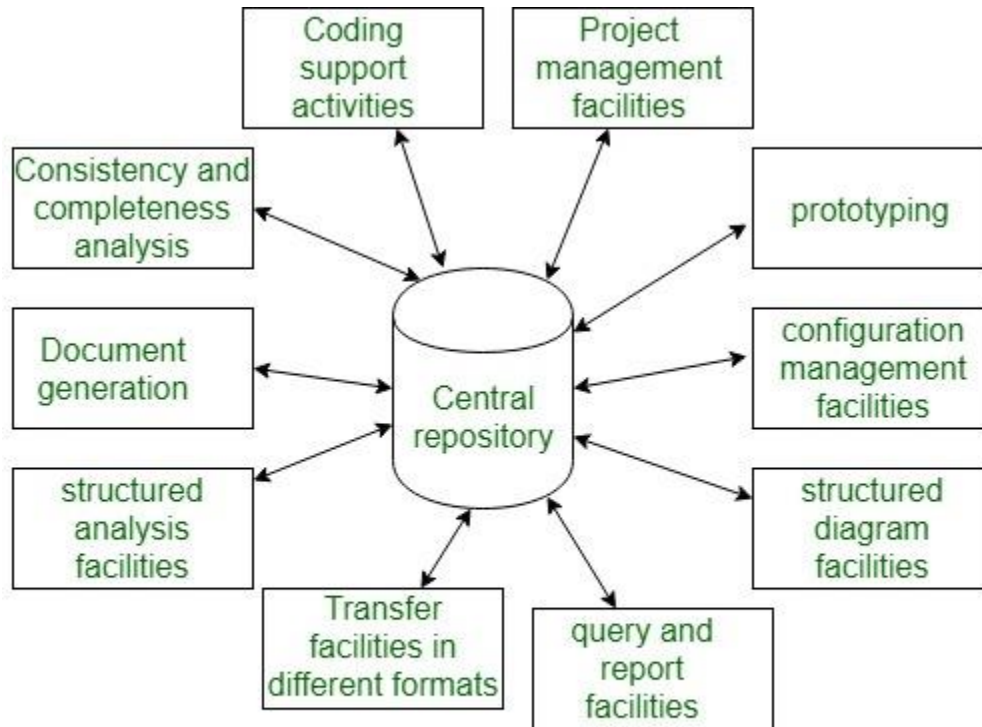 Coding
support
activities
Project
management
facilities
Consistency and
completeness
analysis
prototyping
Document
generation
configuration
management
facilities
Central
repository
structured
analysis
facilities
structured
diagram
facilities
Transfer
facilities in
different formats
query and
report
facilities